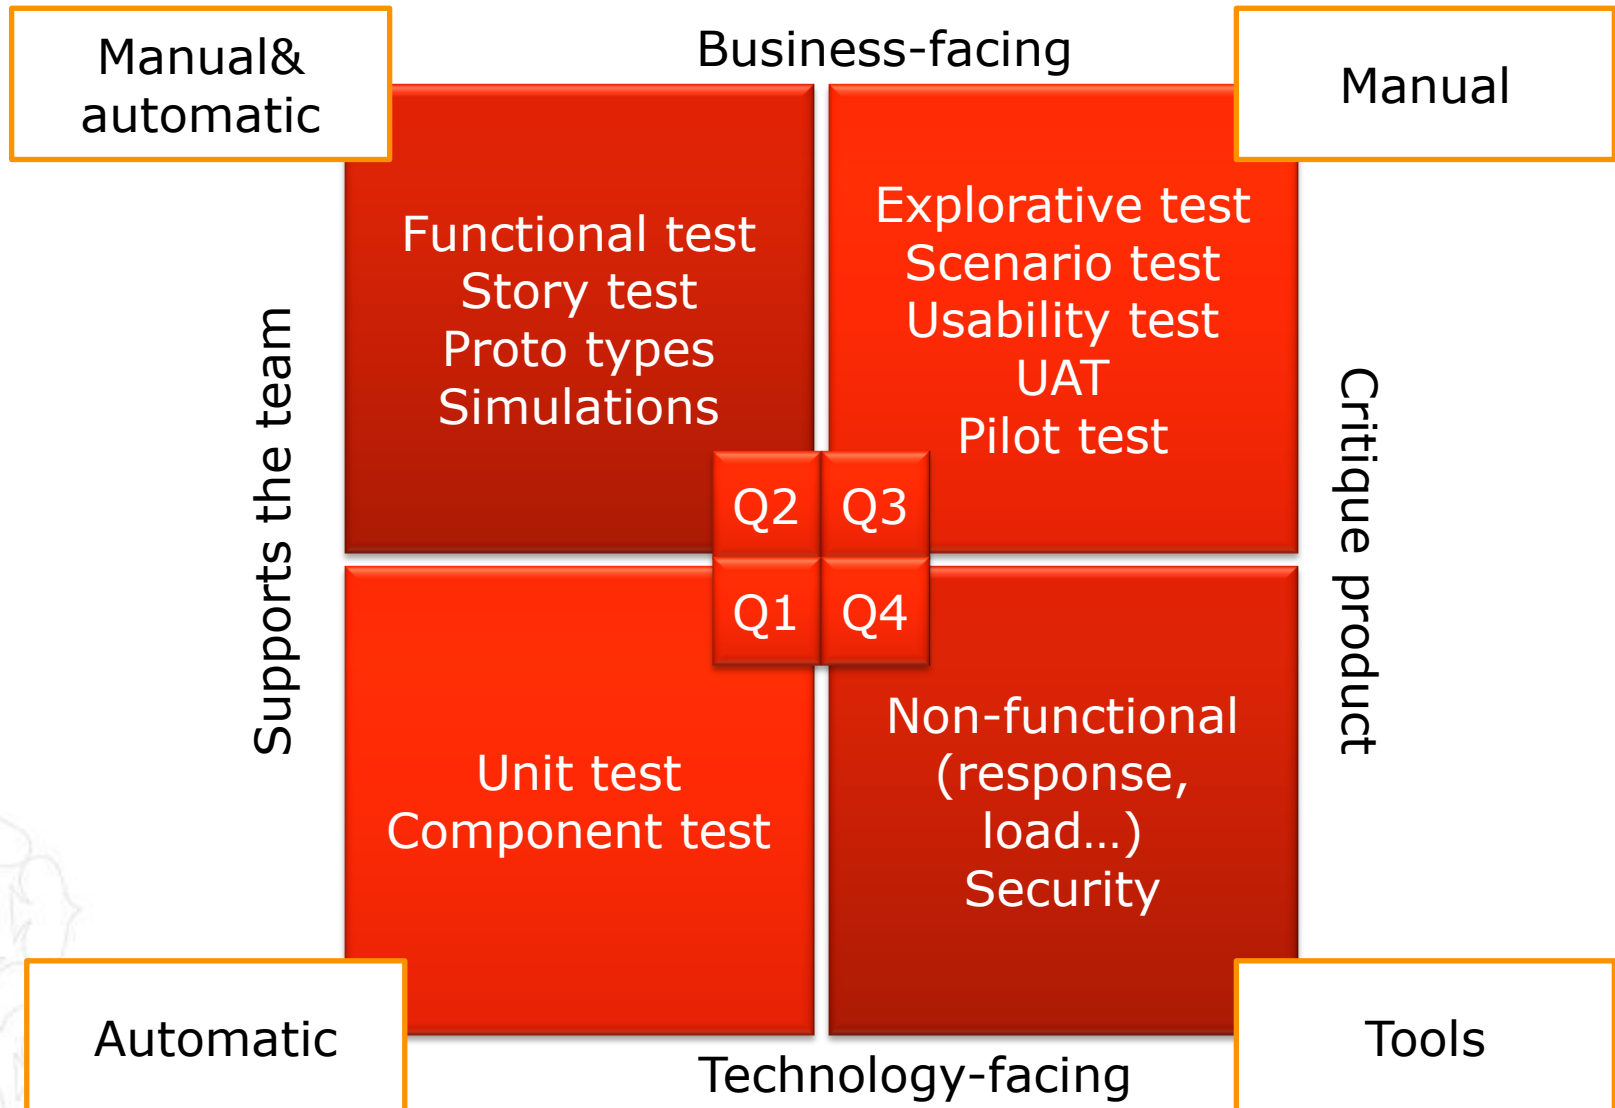 Manual&
automatic
Business-facing
Manual
Functional test
Story test
Proto types
Simulations
Explorative test
Scenario test
Usability test
UAT
Pilot test
Supports the team
Critique product
Q2
Q3
Q1
Q4
Unit test
Component test
Non-functional
(response,
load…)
Security
Automatic
Technology-facing
Tools